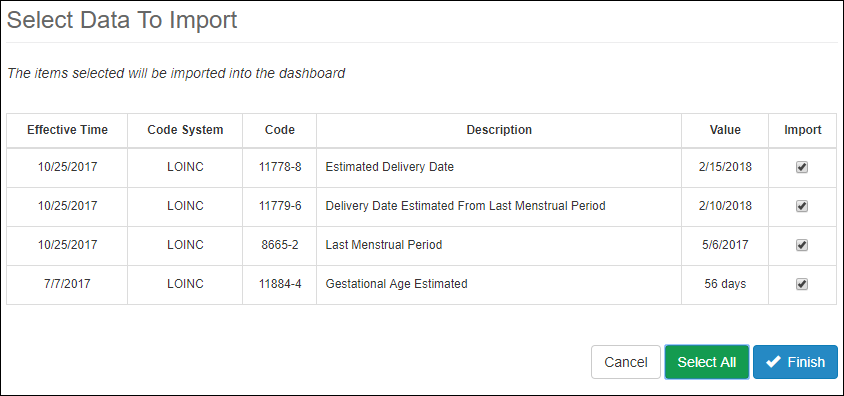 Select Data To Import
The items selected will be imported into the dashboard
Effective Time Code System Code Description Value Import
10/25/2017 LOINC 11778-8 Estimated Delivery Date 2/15/2018
10/25/2017 LOINC 11779-6 Delivery Date Estimated From Last Menstrual Period 2/10/2018
10/25/2017 LOINC 8665-2 Last Menstrual Period 5/6/2017
7/7/2017 LOINC 11884-4 Gestational Age Estimated 56 days
Cancel Select All Finish